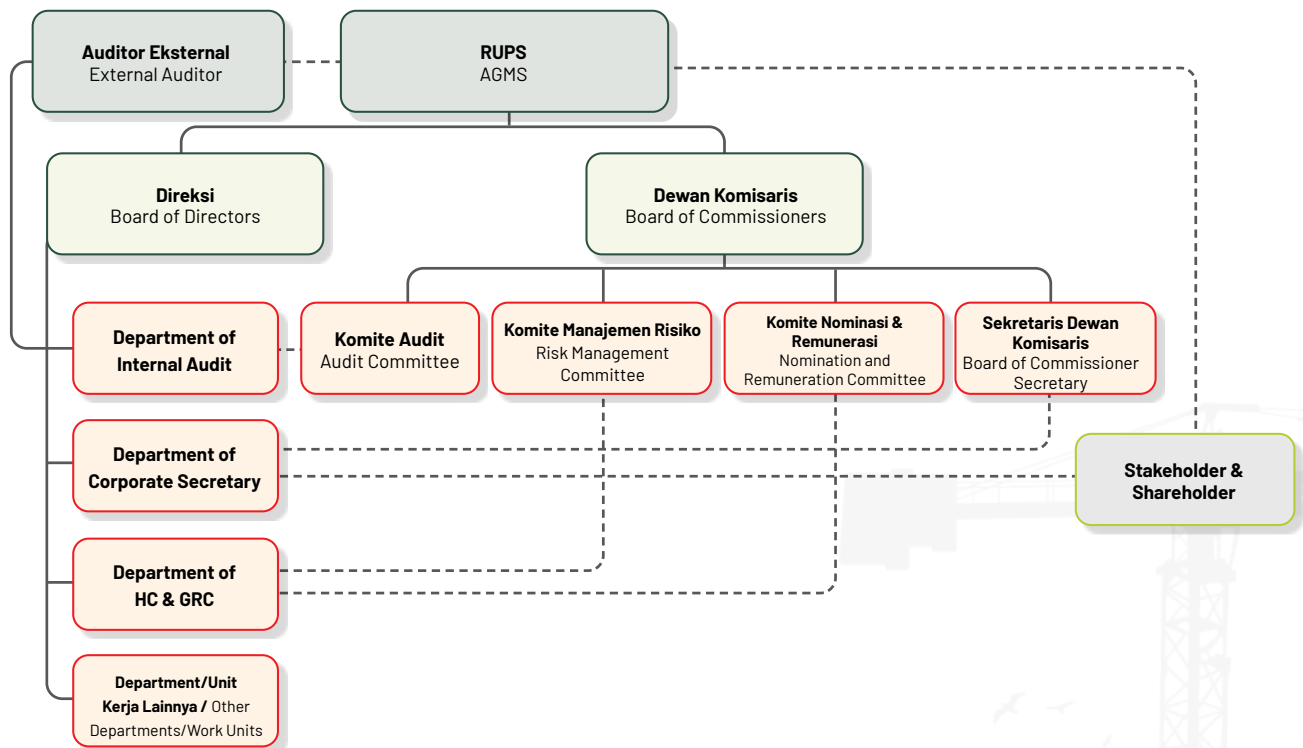 Auditor Eksternal
External Auditor
RUPS
AGMS
Direksi
Board of Directors
Dewan Komisaris
Board of Commissioners
Department of
Internal Audit
Komite Audit
Audit Committee
Komite Manajemen Risiko
Risk Management
Committee
Komite Nominasi &
Remunerasi
Nomination and
Remuneration Committee
Sekretaris Dewan
Komisaris
Board of Commissioner
Secretary
Department of
Corporate Secretary
Stakeholder &
Shareholder
Department of
HC & GRC
Department/Unit
Kerja Lainnya / Other
Departments/Work Units